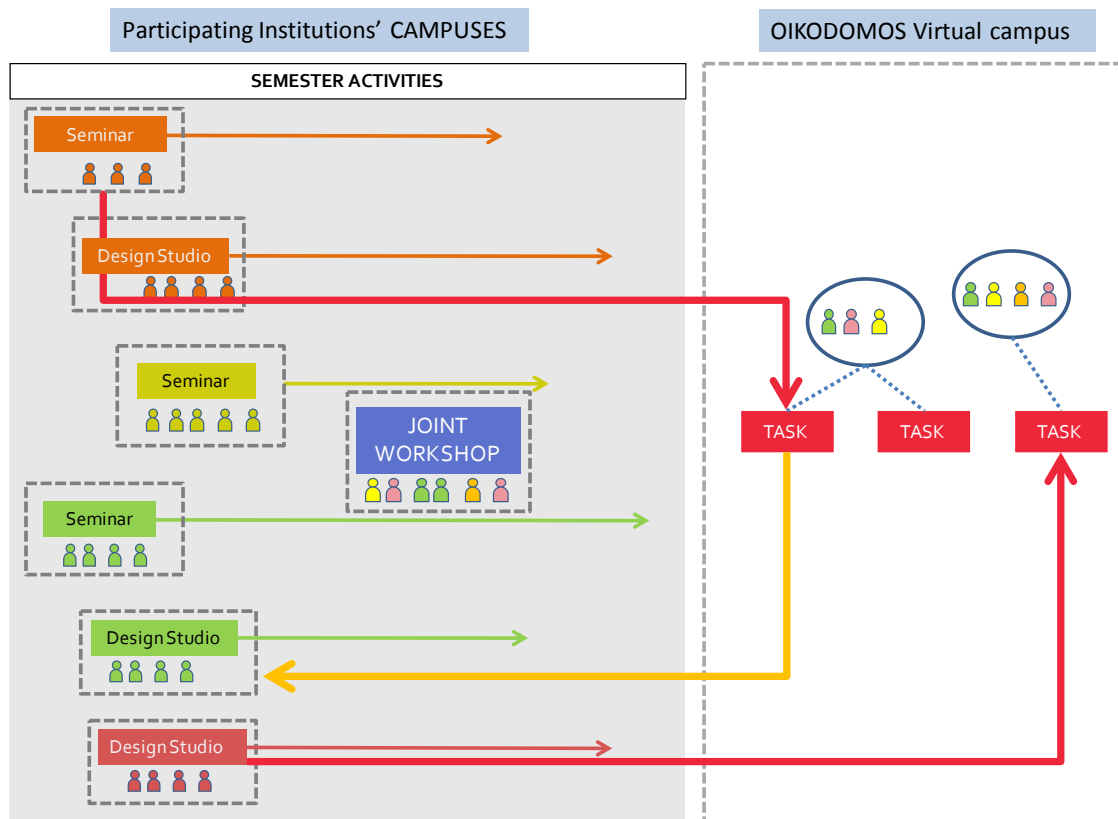 Participating Institutions’ CAMPUSES
OIKODOMOS Virtual campus
SEMESTER ACTIVITIES
Seminar
Design Studio
Seminar
JOINT
WORKSHOP
TASK
TASK
TASK
Seminar
Design Studio
Design Studio